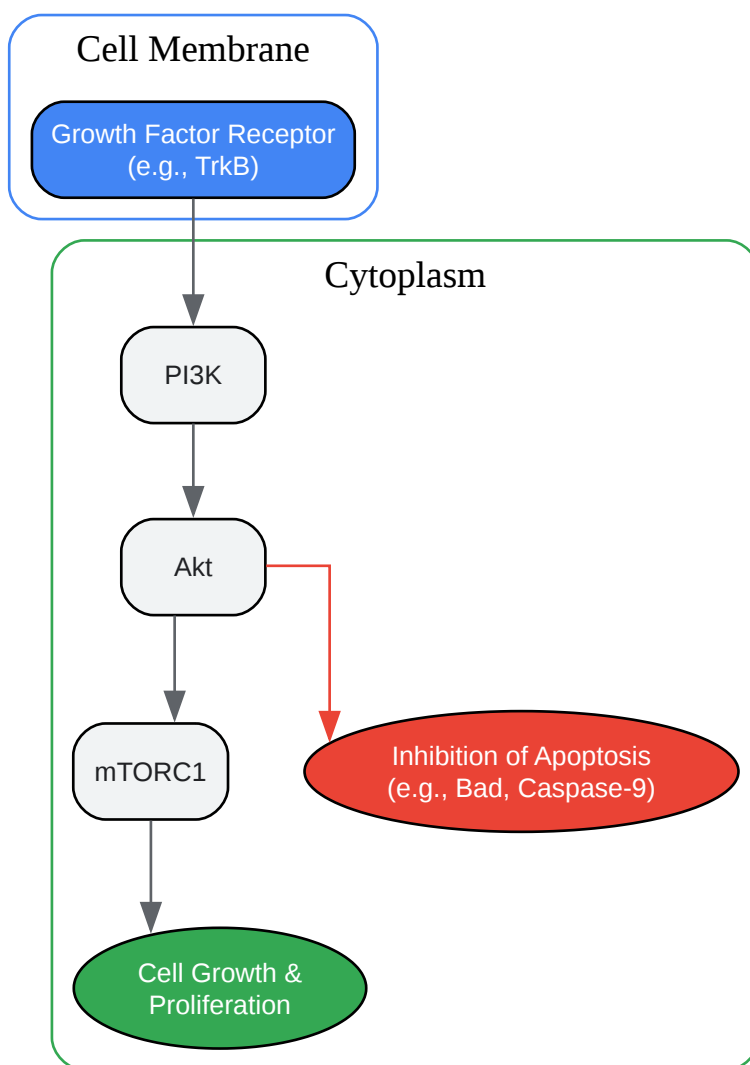 Cell Membrane
Growth Factor Receptor
(e.g., TrkB)
Cytoplasm
PI3K
Akt
mTORC1
Inhibition of Apoptosis
(e.g., Bad, Caspase-9)
Cell Growth &
Proliferation